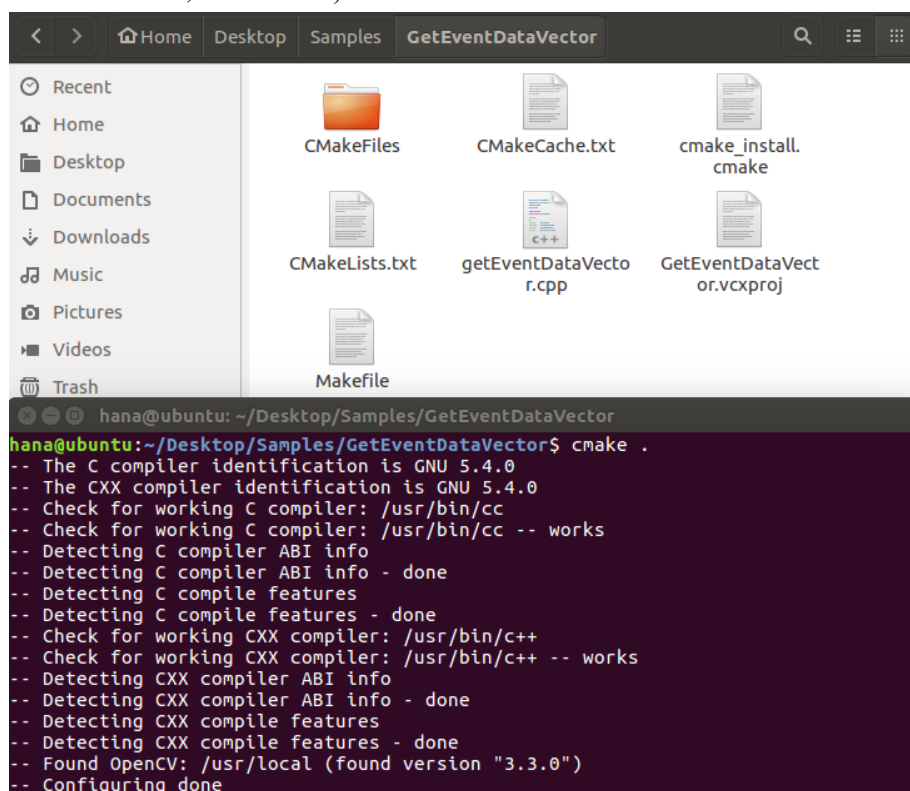 Home Desktop Samples GetEventDataVector
Recent
Home
Desktop
Documents
Downloads
Music
Pictures
Videos
Trash
CMakeFiles
CMakeCache.txt
cmake_install.
cmake
CMakeLists.txt
getEventDataVecto
r.cpp
c++
GetEventDataVect
or.vcxproj
Makefile
hana@ubuntu: ~/Desktop/Samples/GetEventDataVector
hana@ubuntu:~/Desktop/Samples/GetEventDataVector$ cmake .
-- The C compiler identification is GNU 5.4.0
-- The CXX compiler identification is GNU 5.4.0
-- Check for working C compiler: /usr/bin/cc
-- Check for working C compiler: /usr/bin/cc -- works
-- Detecting C compiler ABI info
-- Detecting C compiler ABI info - done
-- Detecting C compile features
-- Detecting C compile features - done
-- Check for working CXX compiler: /usr/bin/c++
-- Check for working CXX compiler: /usr/bin/c++ -- works
-- Detecting CXX compiler ABI info
-- Detecting CXX compiler ABI info - done
-- Detecting CXX compile features
-- Detecting CXX compile features - done
-- Found OpenCV: /usr/local (found version "3.3.0")
-- Configuring done